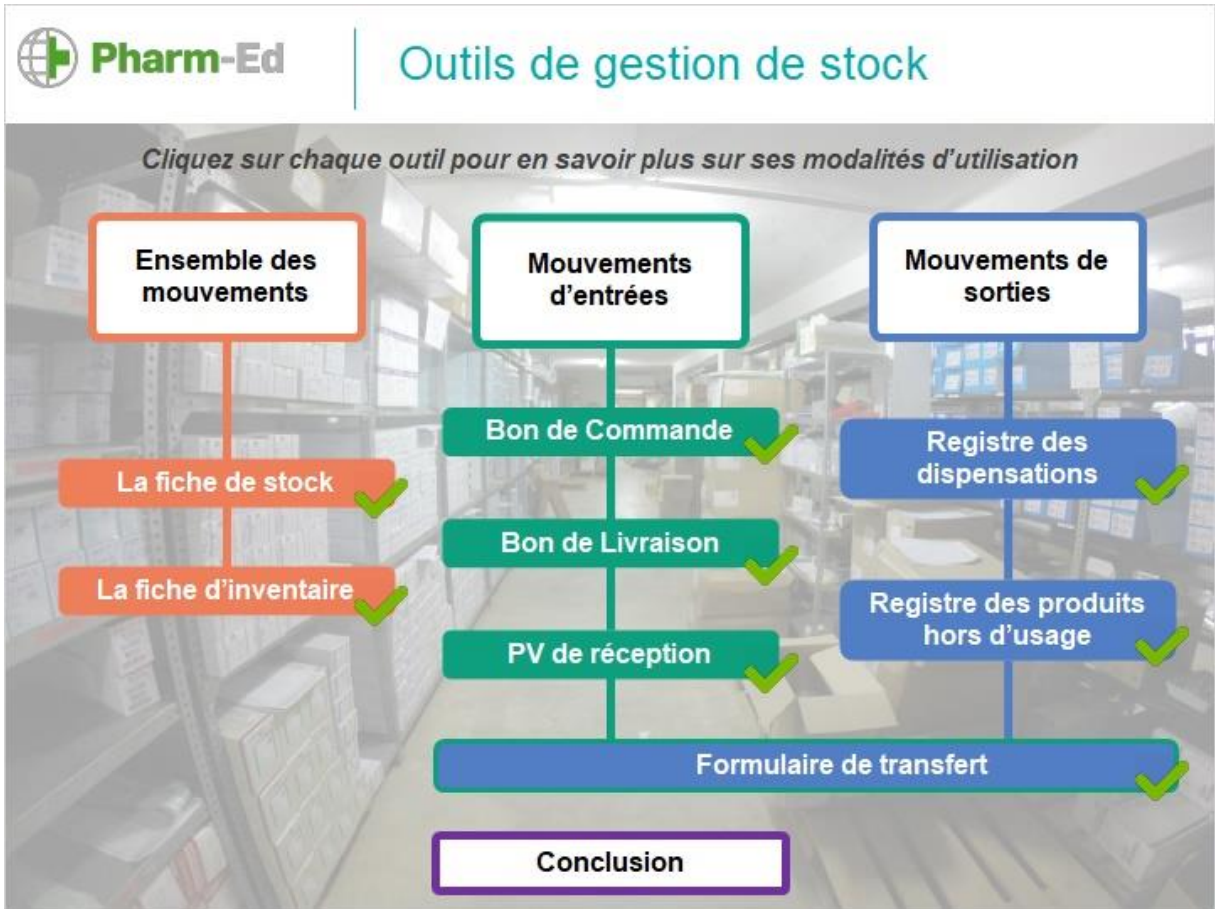 Pharm-Ed
Outils de gestion de stock
Cliquez sur chaque outil pour en savoir plus sur ses modalités d'utilisation
Ensemble des
mouvements
La fiche de stock
La fiche d'inventaire
Mouvements
d'entrées
Bon de Commande
Bon de Livraison
PV de réception
Mouvements de
sorties
Registre des
dispensations
Registre des produits
hors d'usage
Formulaire de transfert
Conclusion